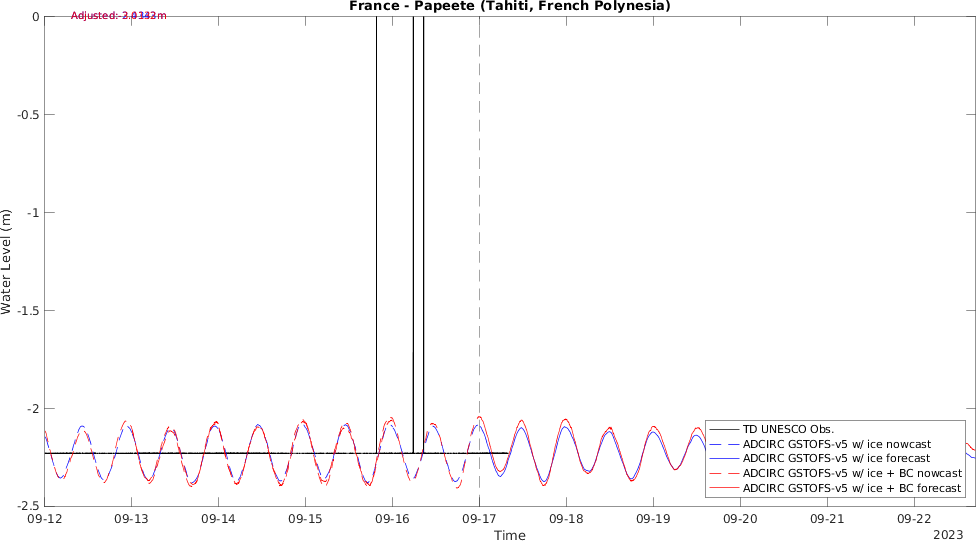 France - Papeete (Tahiti, French Polynesia)
Adjusted:
0
-0.5
-1
-1.5
-2
-2.5
Water Level (m)
TD UNESCO Obs.
ADCIRC GSTOFS-v5 w/ ice nowcast
ADCIRC GSTOFS-v5 w/ ice forecast
ADCIRC GSTOFS-v5 w/ ice + BC nowcast
ADCIRC GSTOFS-v5 w/ ice + BC forecast
09-12 09-13 09-14 09-15 09-16 09-17 09-18 09-19 09-20 09-21 09-22
Time
2023